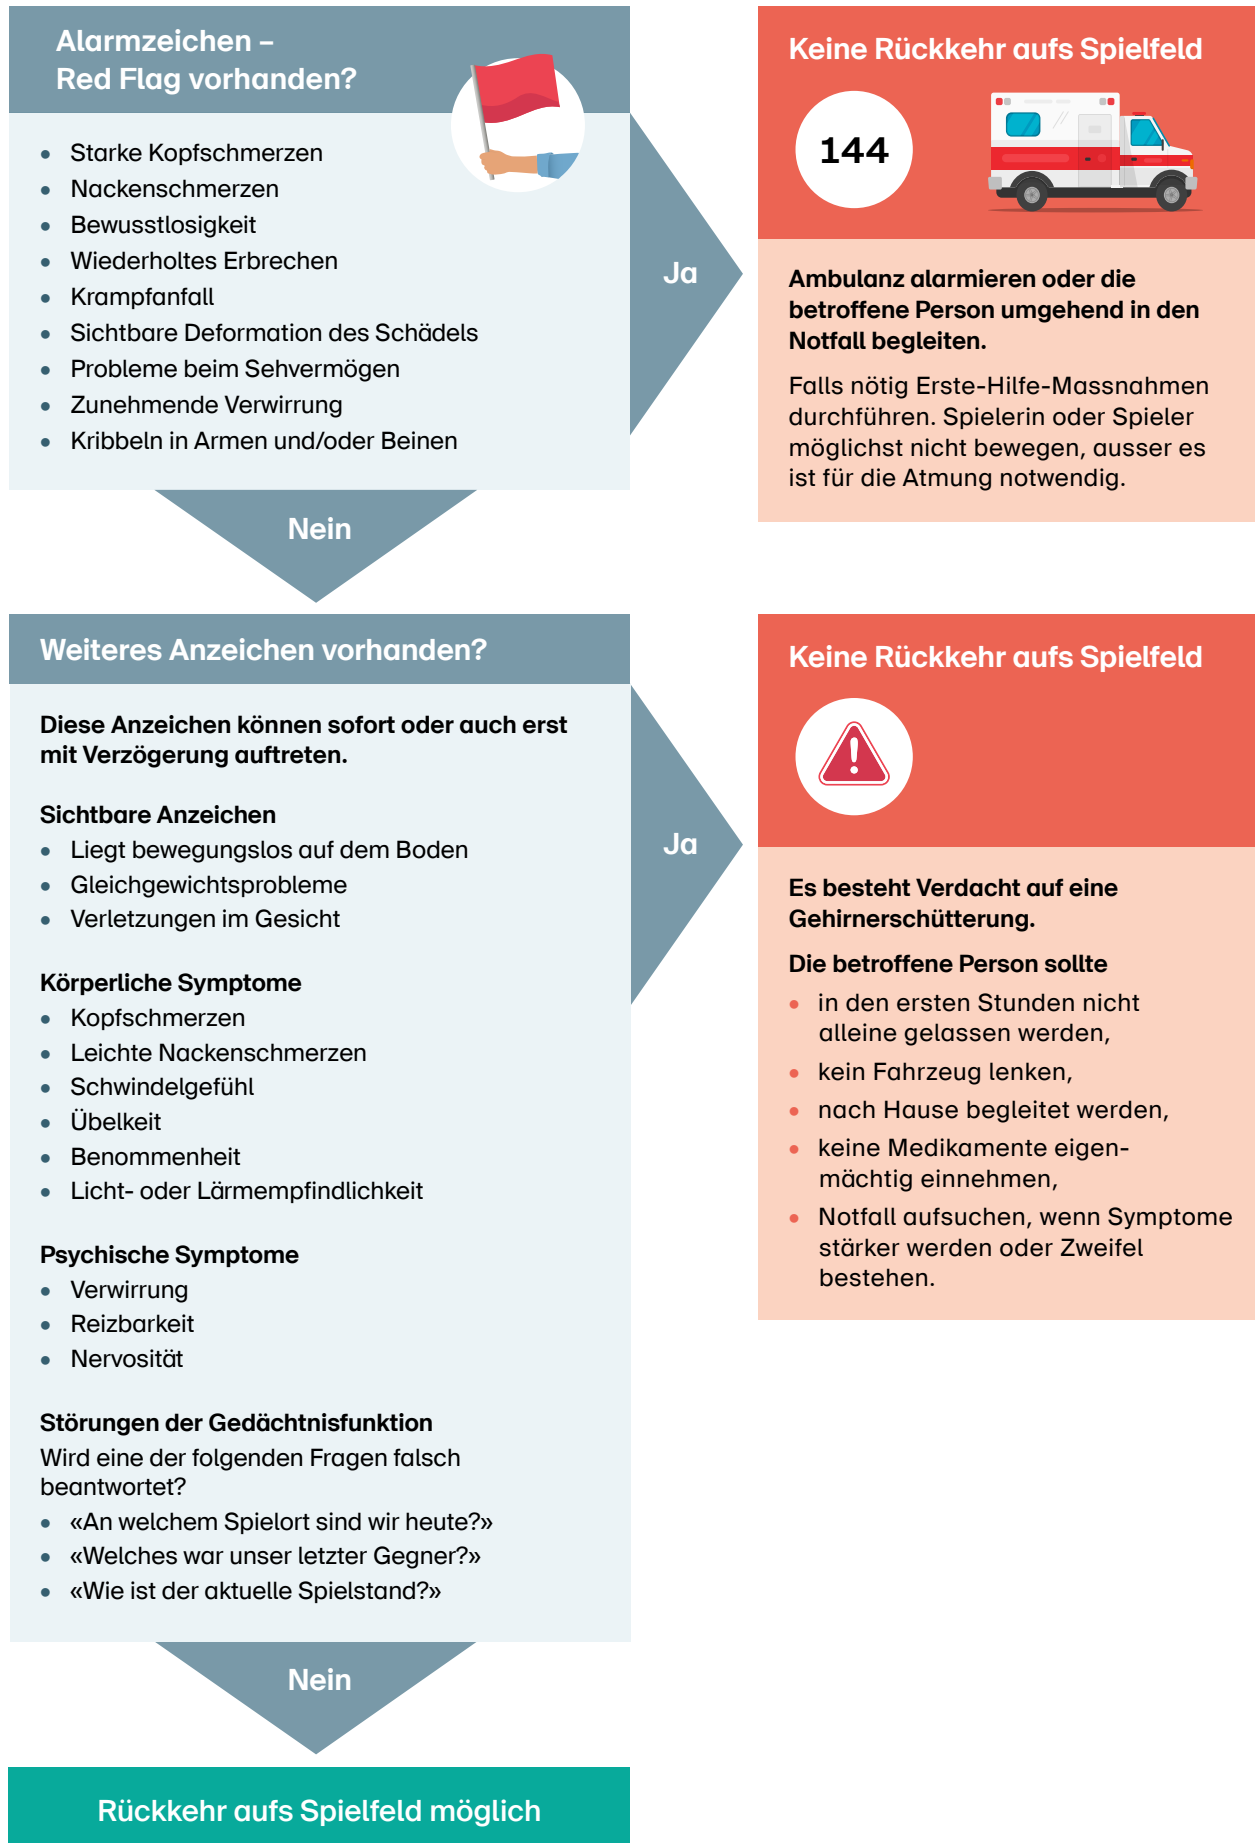 Alarmzeichen –
Red Flag vorhanden?
• Starke Kopfschmerzen
• Nackenschmerzen
• Bewusstlosigkeit
• Wiederholtes Erbrechen
• Krampfanfall
• Sichtbare Deformation des Schädels
• Probleme beim Sehvermögen
• Zunehmende Verwirrung
• Kribbeln in Armen und/oder Beinen
Ja
Keine Rückkehr aufs Spielfeld
144
Ambulanz alarmieren oder die
betroffene Person umgehend in den
Notfall begleiten.
Falls nötig Erste-Hilfe-Massnahmen
durchführen. Spielerin oder Spieler
möglichst nicht bewegen, ausser es
ist für die Atmung notwendig.
Nein
Weiteres Anzeichen vorhanden?
Diese Anzeichen können sofort oder auch erst
mit Verzögerung auftreten.
Sichtbare Anzeichen
• Liegt bewegungslos auf dem Boden
• Gleichgewichtsprobleme
• Verletzungen im Gesicht
Körperliche Symptome
• Kopfschmerzen
• Leichte Nackenschmerzen
• Schwindelgefühl
• Übelkeit
• Benommenheit
• Licht- oder Lärmempfindlichkeit
Psychische Symptome
• Verwirrung
• Reizbarkeit
• Nervosität
Störungen der Gedächtnisfunktion
Wird eine der folgenden Fragen falsch
beantwortet?
• «An welchem Spielort sind wir heute?»
• «Welches war unser letzter Gegner?»
• «Wie ist der aktuelle Spielstand?»
Ja
Keine Rückkehr aufs Spielfeld
Es besteht Verdacht auf eine
Gehirnerschütterung.
Die betroffene Person sollte
• in den ersten Stunden nicht
alleine gelassen werden,
• kein Fahrzeug lenken,
• nach Hause begleitet werden,
• keine Medikamente eigen-
mächtig einnehmen,
• Notfall aufsuchen, wenn Symptome
stärker werden oder Zweifel
bestehen.
Nein
Rückkehr aufs Spielfeld möglich